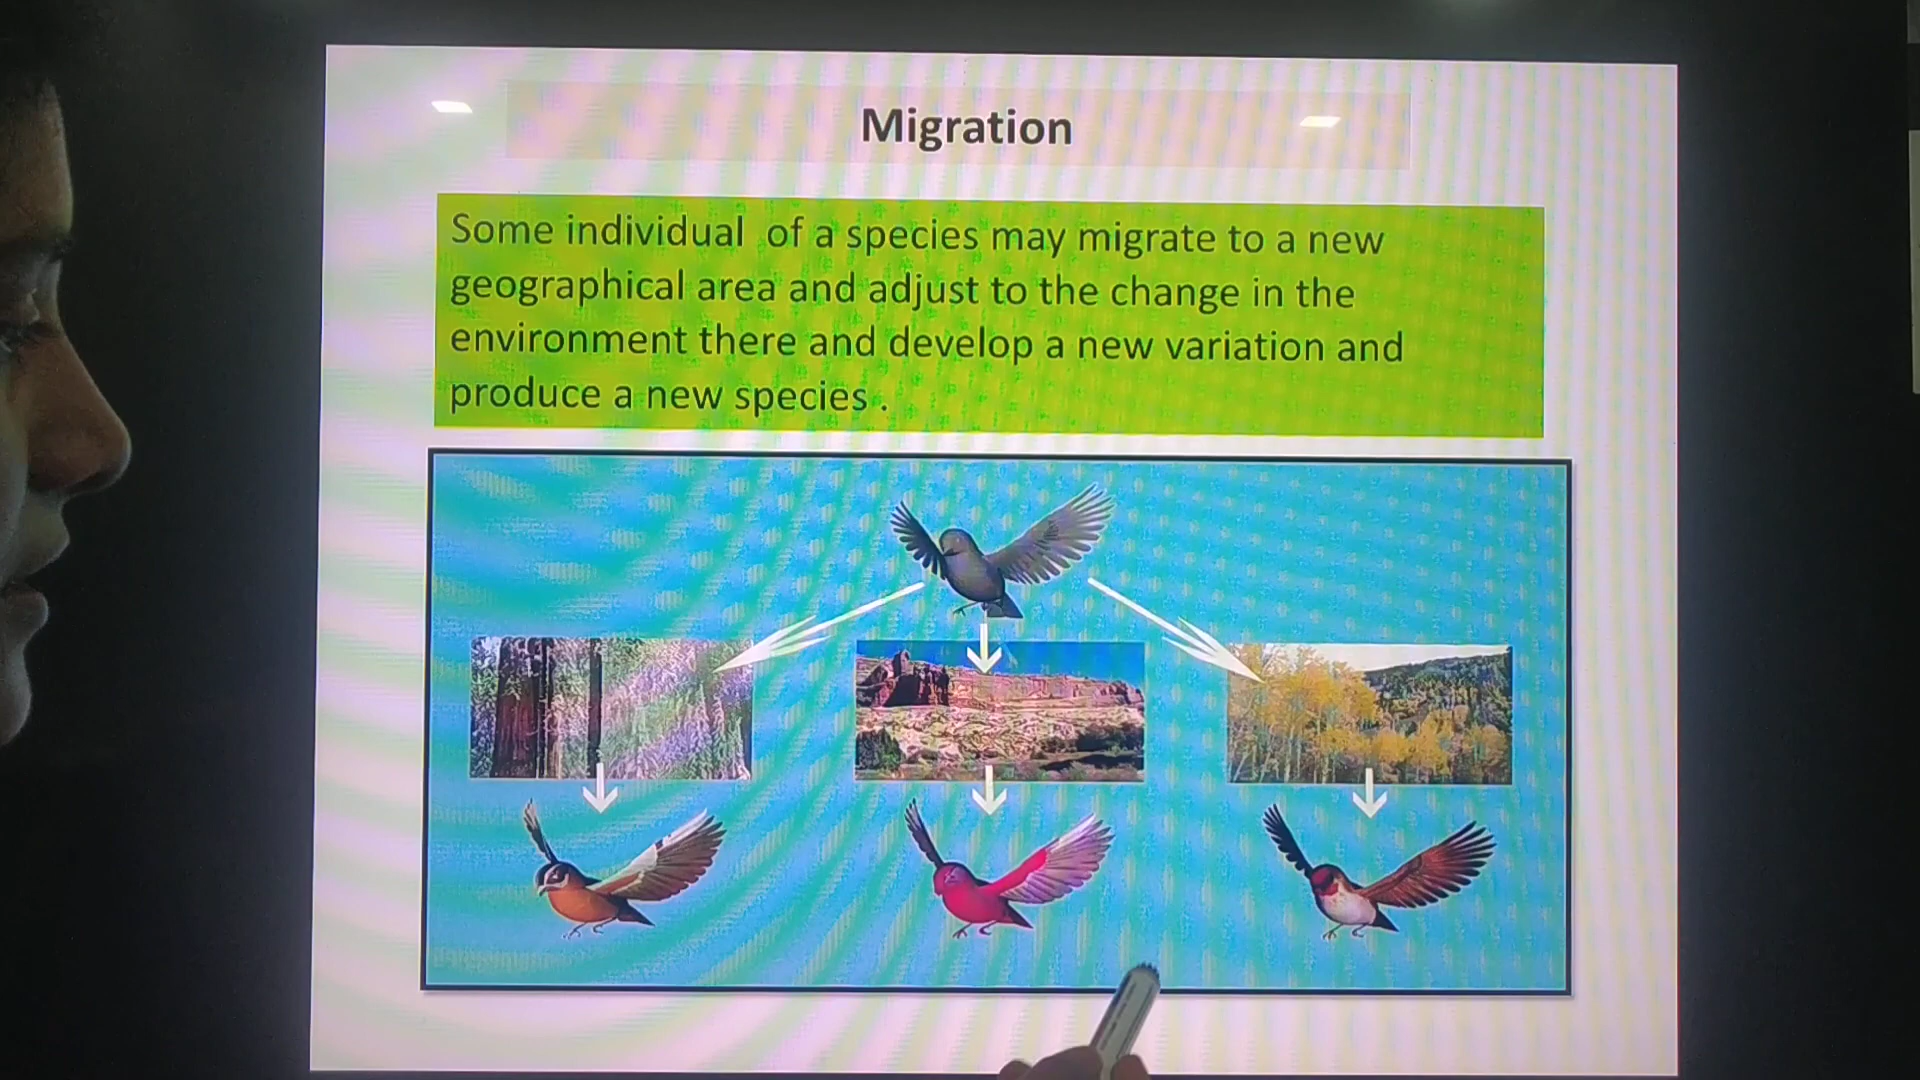 Migration
Some individual of a species may migrate to a new
geographical area and adjust to the change in the
environment there and develop a new variation and
produce a new species .